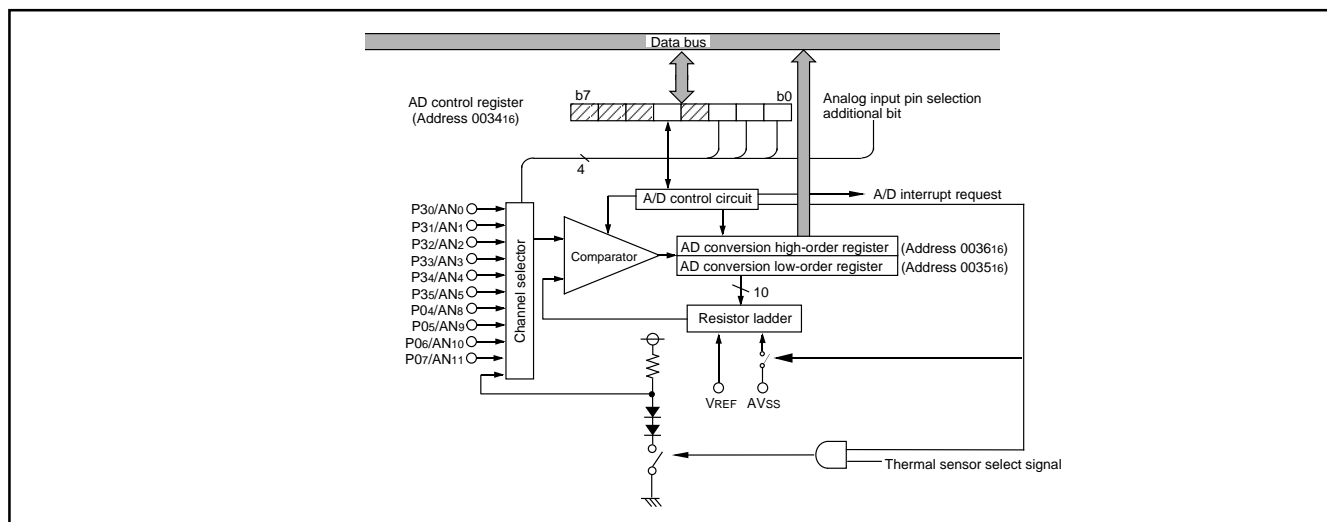 Data bus
b7
b0
AD control register
(Address 003416)
Analog input pin selection
additional bit
4
A/D control circuit
A/D interrupt request
P30/AN0
P31/AN1
P32/AN2
P33/AN3
P34/AN4
P35/AN5
P04/AN8
P05/AN9
P06/AN10
P07/AN11
Channel selector
Comparator
AD conversion high-order register
(Address 003616)
AD conversion low-order register
(Address 003516)
10
Resistor ladder
VREF
AVSS
Thermal sensor select signal